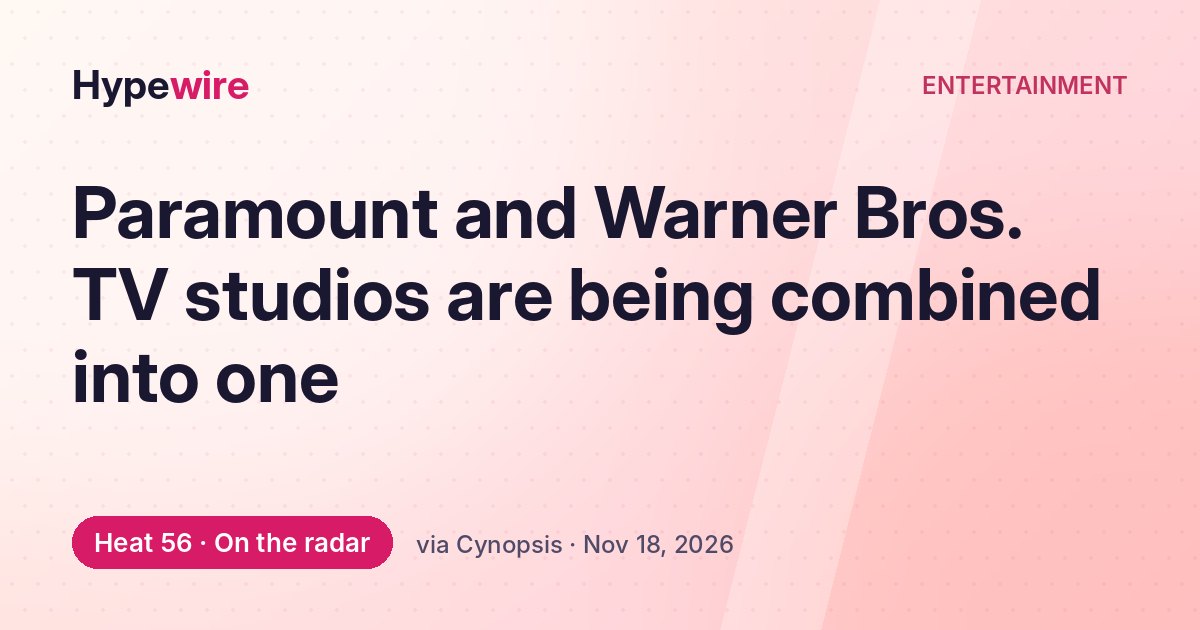 Hypewire
ENTERTAINMENT
Paramount and Warner Bros.
TV studios are being combined
into one
Heat 56 · On the radar
via Cynopsis · Nov 18, 2026